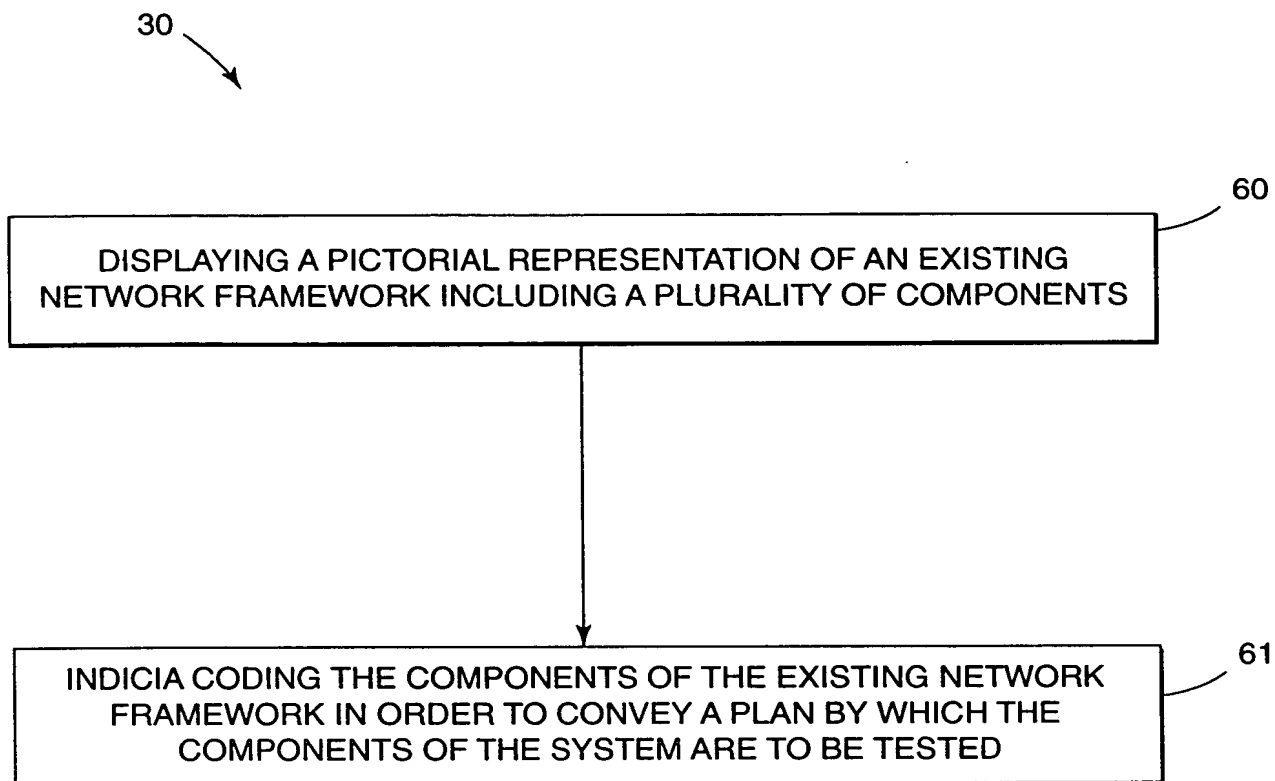 30
60
DISPLAYING A PICTORIAL REPRESENTATION OF AN EXISTING
NETWORK FRAMEWORK INCLUDING A PLURALITY OF COMPONENTS
61
INDICIA CODING THE COMPONENTS OF THE EXISTING NETWORK
FRAMEWORK IN ORDER TO CONVEY A PLAN BY WHICH THE
COMPONENTS OF THE SYSTEM ARE TO BE TESTED